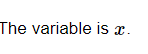 The variable is x.